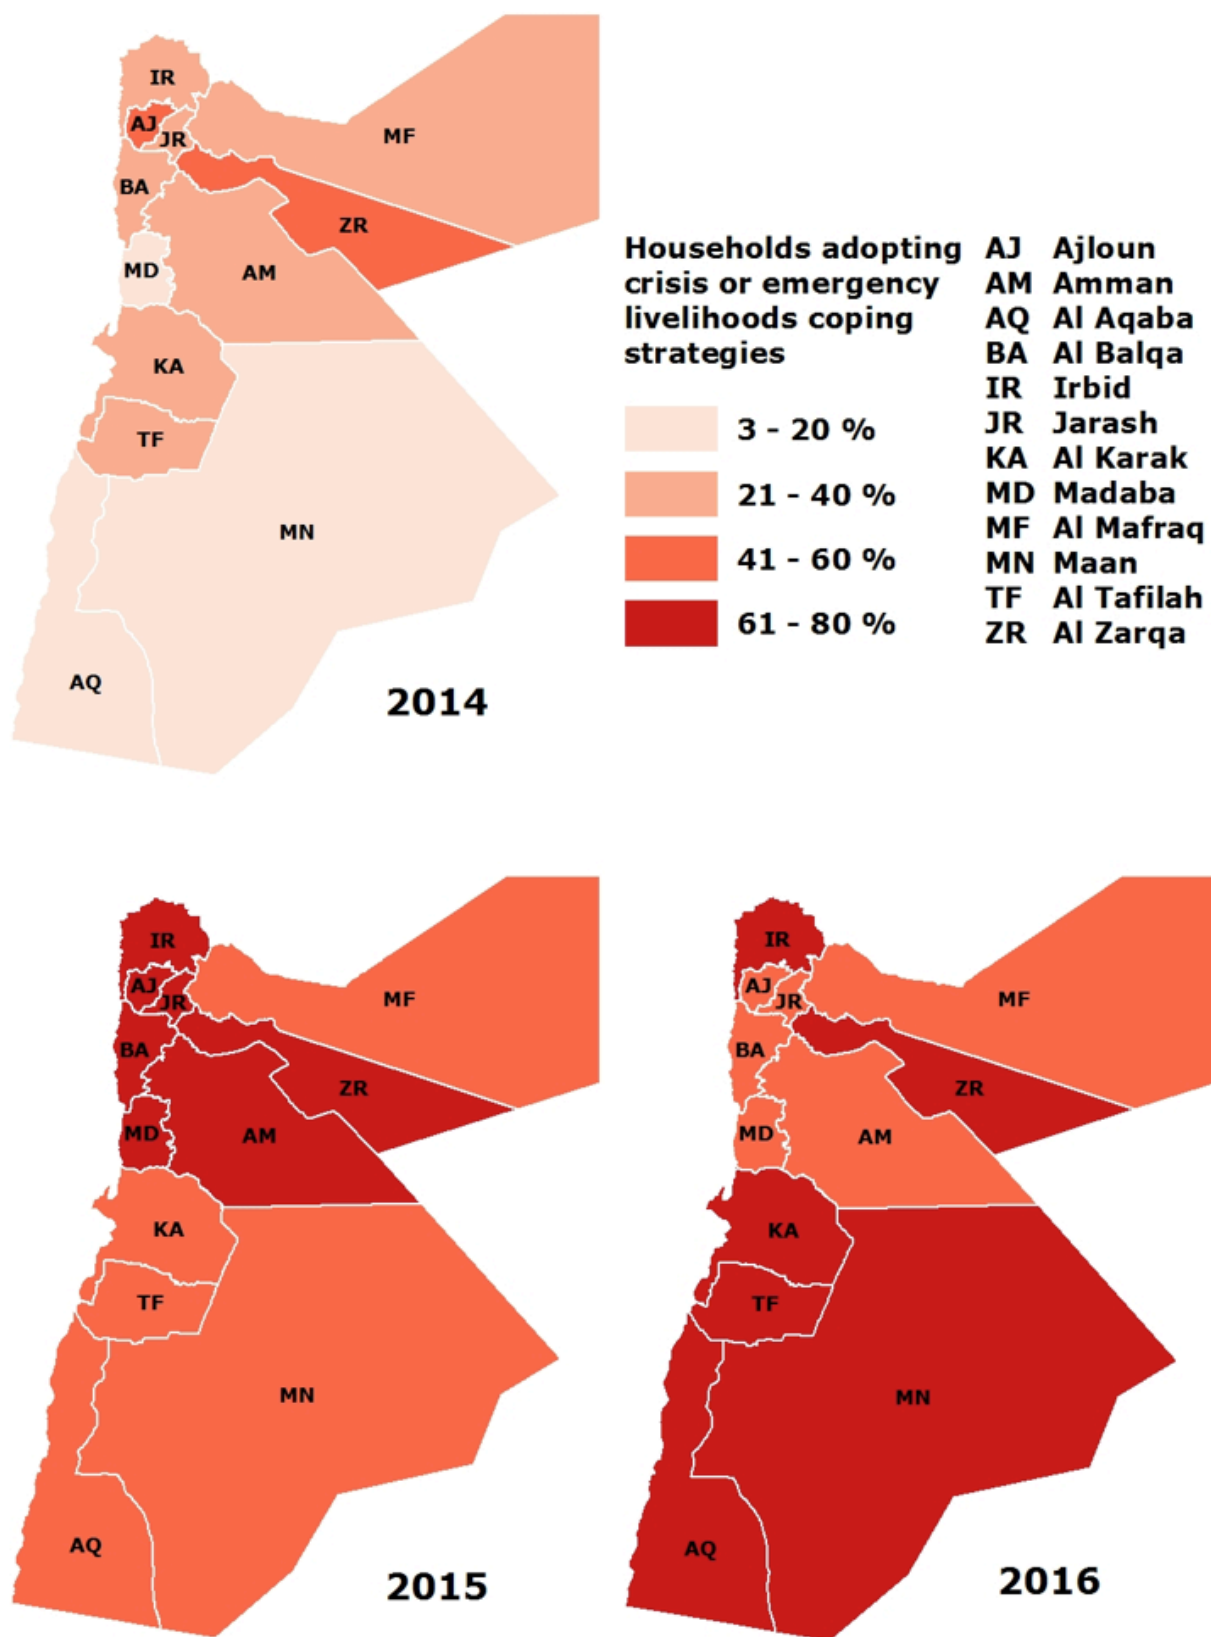 IR
AJ
JR
MF
BA
ZR
MD
AM
KA
TF
MN
AQ
2014
Households adopting
crisis or emergency
livelihoods coping
strategies
3 - 20 %
21 - 40 %
41 - 60 %
61 - 80 %
AJ Ajloun
AM Amman
AQ Al Aqaba
BA Al Balqa
IR Irbid
JR Jarash
KA Al Karak
MD Madaba
MF Al Mafraq
MN Maan
TF Al Tafilah
ZR Al Zarqa
IR
AJ
JR
MF
BA
ZR
MD
AM
KA
TF
MN
AQ
2015
IR
AJ
JR
MF
BA
ZR
MD
AM
KA
TF
MN
AQ
2016